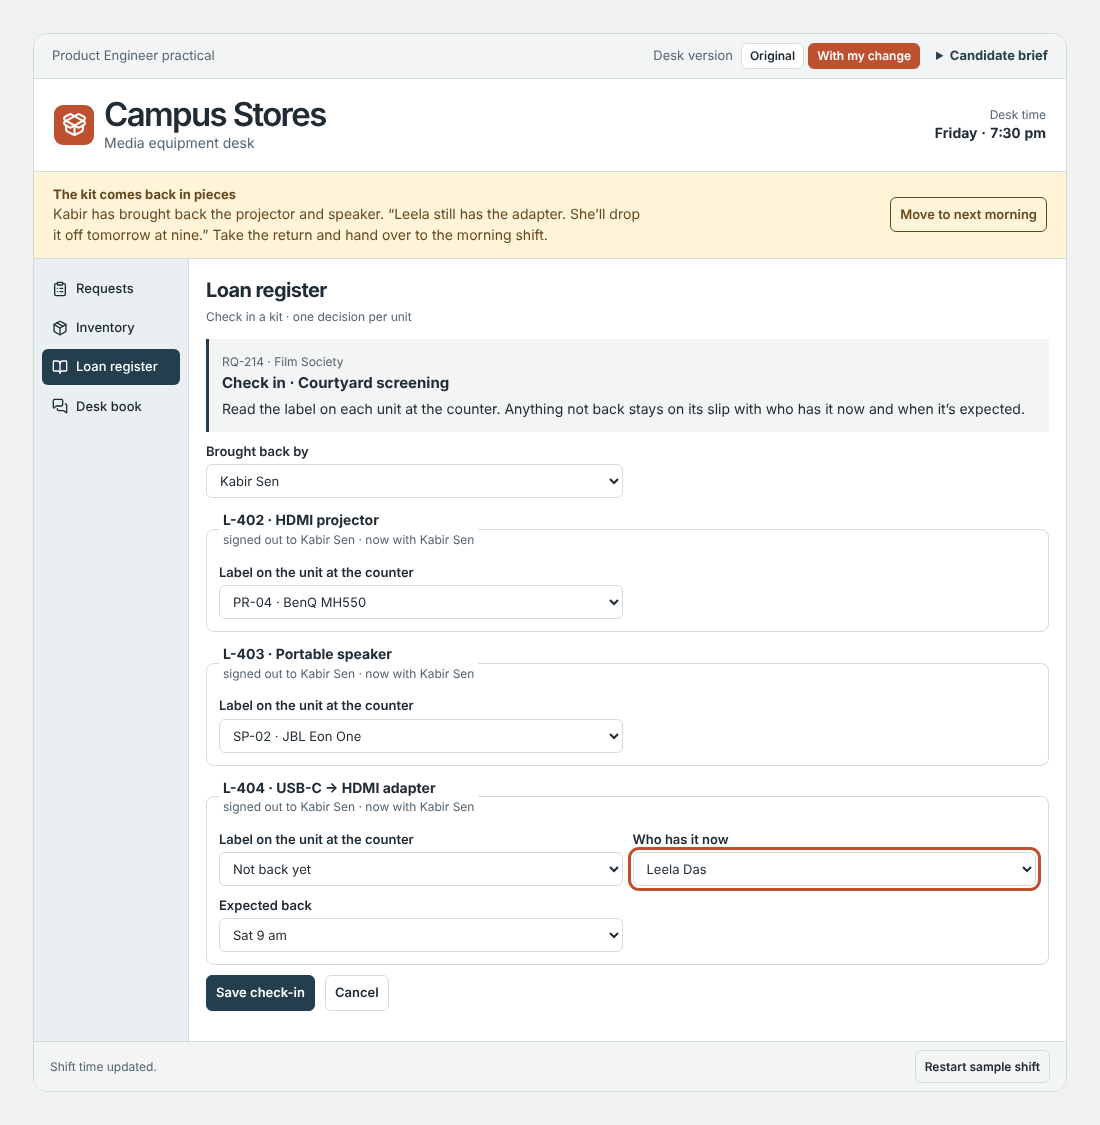 Product Engineer practical
Desk version
Original
With my change
Candidate brief
Campus Stores
Media equipment desk
Desk time
Friday · 7:30 pm
The kit comes back in pieces
Kabir has brought back the projector and speaker. “Leela still has the adapter. She’ll drop
it off tomorrow at nine.” Take the return and hand over to the morning shift.
Move to next morning
Requests
Inventory
Loan register
Desk book
Loan register
Check in a kit · one decision per unit
RQ-214 · Film Society
Check in · Courtyard screening
Read the label on each unit at the counter. Anything not back stays on its slip with who has it now and when it’s expected.
Brought back by
Kabir Sen
L-402 · HDMI projector
signed out to Kabir Sen · now with Kabir Sen
Label on the unit at the counter
PR-04 · BenQ MH550
L-403 · Portable speaker
signed out to Kabir Sen · now with Kabir Sen
Label on the unit at the counter
SP-02 · JBL Eon One
L-404 · USB-C → HDMI adapter
signed out to Kabir Sen · now with Kabir Sen
Label on the unit at the counter
Who has it now
Not back yet
Leela Das
Expected back
Sat 9 am
Save check-in
Cancel
Shift time updated.
Restart sample shift